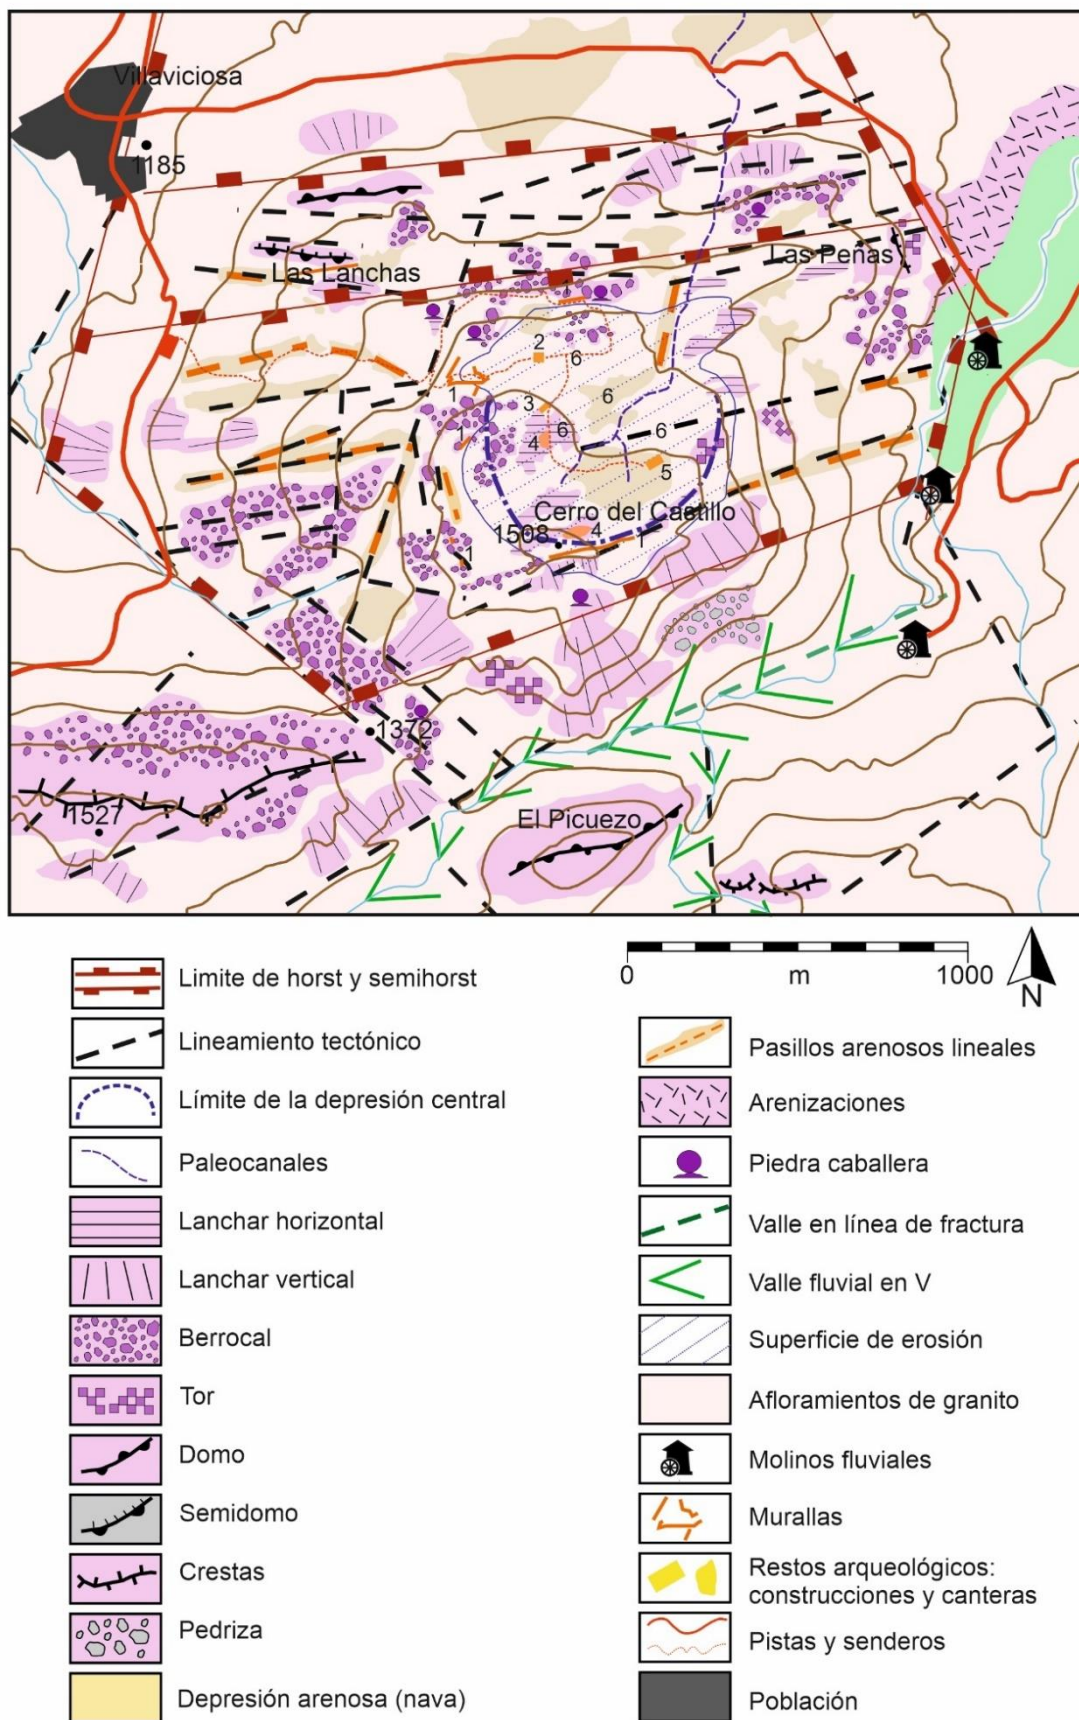 Villaviciosa
1185
Las Lanchas
Las Peñas
1
2
6
6
1
3
6
6
1
4
5
Cerro del Castillo
1508
4
1
1
1372
1527
El Picuezo
0 m 1000
N
Limite de horst y semihorst
Lineamiento tectónico
Límite de la depresión central
Paleocanales
Lanchar horizontal
Lanchar vertical
Berrocal
Tor
Domo
Semidomo
Crestas
Pedriza
Depresión arenosa (nava)
Pasillos arenosos lineales
Arenizaciones
Piedra caballera
Valle en línea de fractura
Valle fluvial en V
Superficie de erosión
Afloramientos de granito
Molinos fluviales
Murallas
Restos arqueológicos:
construcciones y canteras
Pistas y senderos
Población